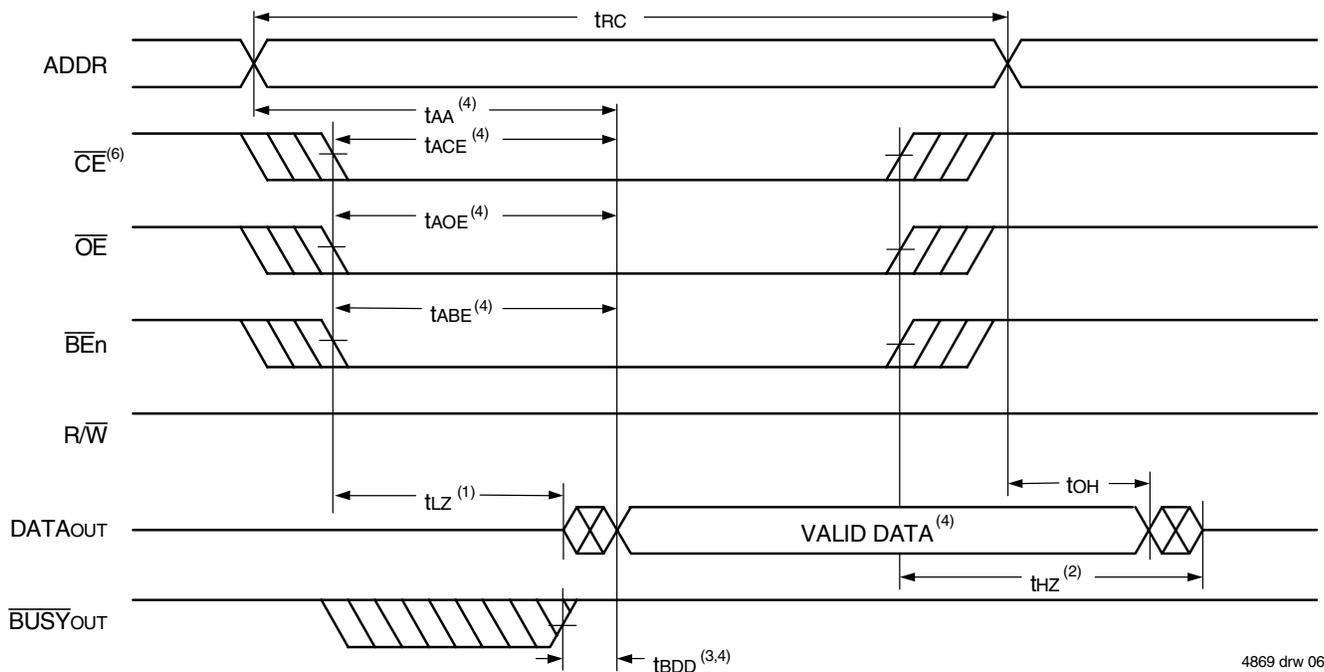 tRC
ADDR
tAA (4)
CE(6)
tACE (4)
OE
tAOE (4)
BEn
tABE (4)
R/W
tLZ (1)
tOH
DATAOUT
VALID DATA(4)
tHZ (2)
BUSYOUT
tBDD (3,4)
4869 drw 06